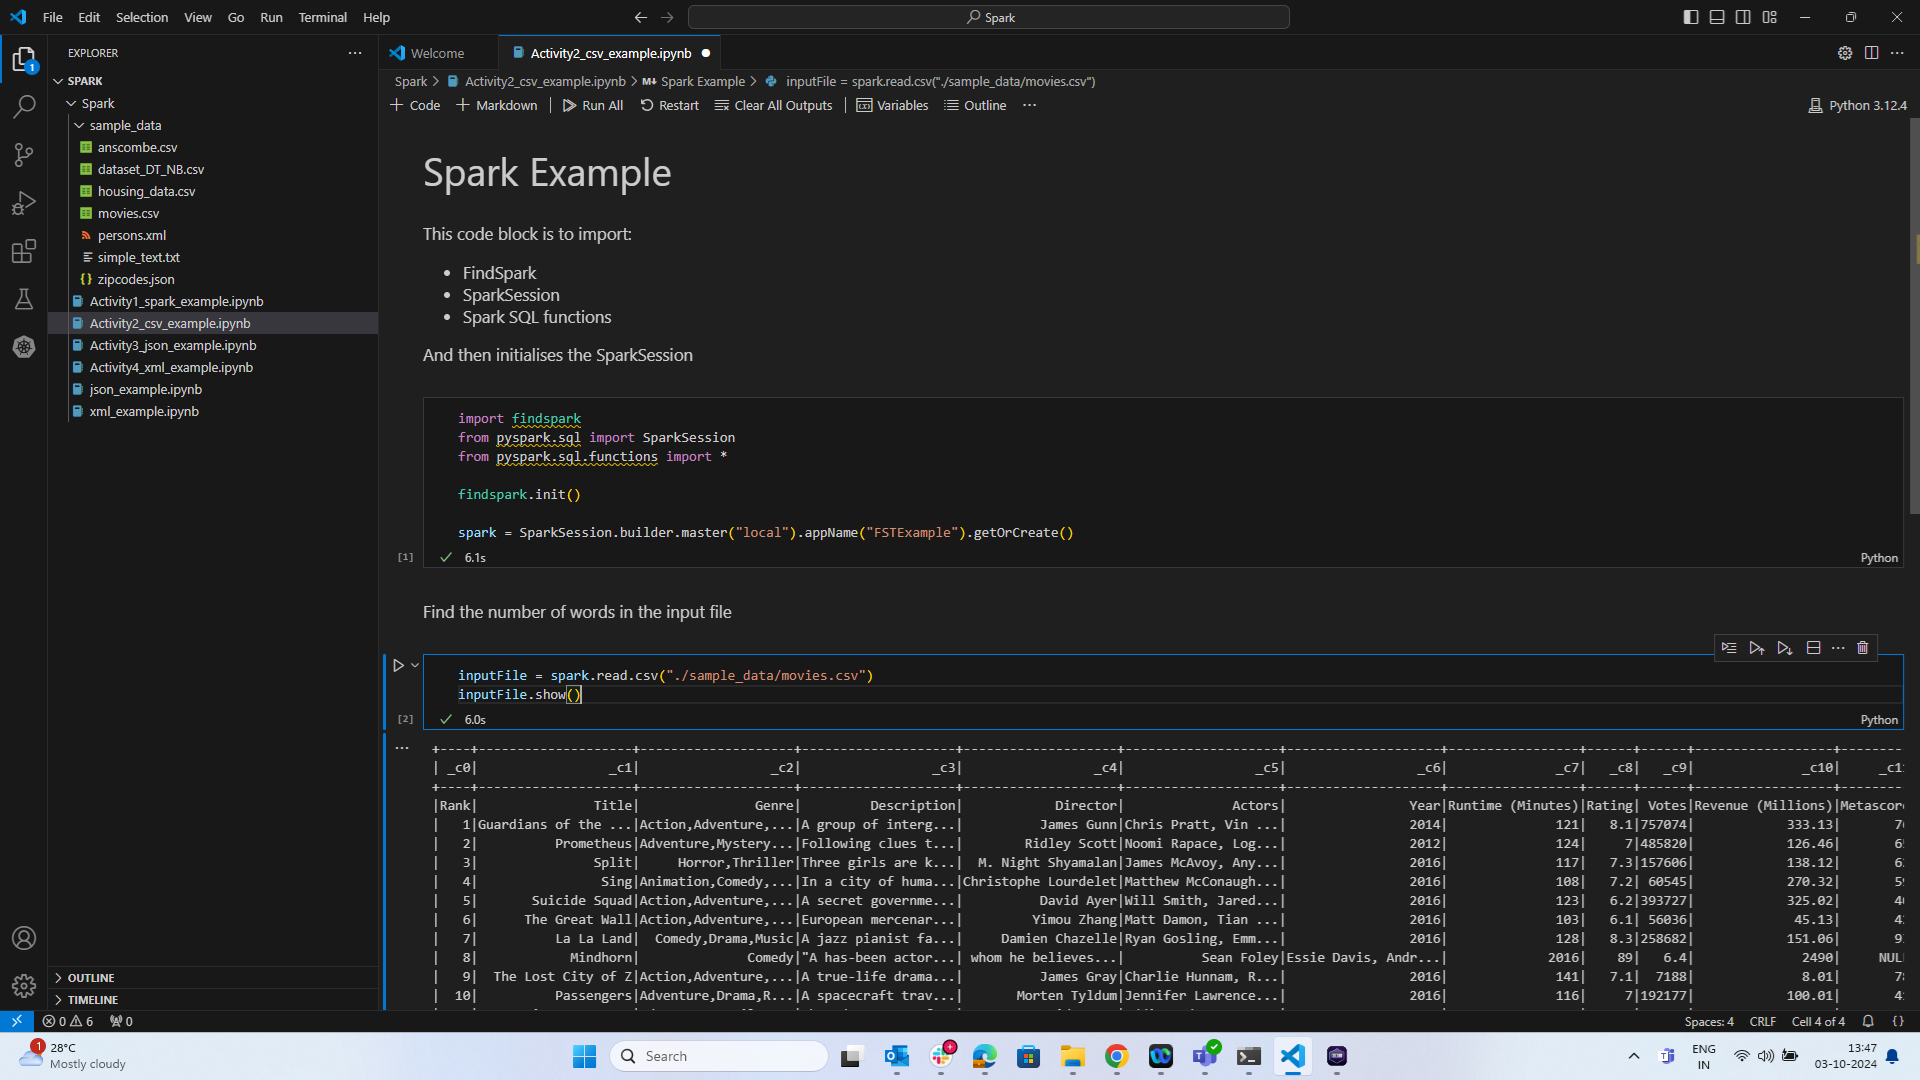 File Edit Selection View Go Run Terminal Help
Spark
EXPLORER
SPARK
Spark
sample_data
anscombe.csv
dataset_DT_NB.csv
housing_data.csv
movies.csv
persons.xml
simple_text.txt
zipcodes.json
Activity1_spark_example.ipynb
Activity2_csv_example.ipynb
Activity3_json_example.ipynb
Activity4_xml_example.ipynb
json_example.ipynb
xml_example.ipynb
OUTLINE
TIMELINE
1
Welcome Activity2_csv_example.ipynb
Spark > Activity2_csv_example.ipynb > M↓ Spark Example > inputFile = spark.read.csv("./sample_data/movies.csv")
+ Code + Markdown | Run All Restart Clear All Outputs | Variables Outline ... Python 3.12.4
Spark Example
This code block is to import:
• FindSpark
• SparkSession
• Spark SQL functions
And then initialises the SparkSession
import findspark
from pyspark.sql import SparkSession
from pyspark.sql.functions import *
findspark.init()
spark = SparkSession.builder.master("local").appName("FSTExample").getOrCreate()
[1] 6.1s Python
Find the number of words in the input file
inputFile = spark.read.csv("./sample_data/movies.csv")
inputFile.show()
[2] 6.0s Python
+----+--------------------+--------------------+--------------------+--------------------+--------------------+--------------------+-----------------+------+------+------------------+--------
| _c0| _c1| _c2| _c3| _c4| _c5| _c6| _c7| _c8| _c9| _c10| _c1
+----+--------------------+--------------------+--------------------+--------------------+--------------------+--------------------+-----------------+------+------+------------------+--------
|Rank| Title| Genre| Description| Director| Actors| Year|Runtime (Minutes)|Rating| Votes|Revenue (Millions)|Metascor
| 1|Guardians of the ...|Action,Adventure,...|A group of interg...| James Gunn|Chris Pratt, Vin ...| 2014| 121| 8.1|757074| 333.13| 7
| 2| Prometheus|Adventure,Mystery...|Following clues t...| Ridley Scott|Noomi Rapace, Log...| 2012| 124| 7|485820| 126.46| 6
| 3| Split| Horror,Thriller|Three girls are k...| M. Night Shyamalan|James McAvoy, Any...| 2016| 117| 7.3|157606| 138.12| 6
| 4| Sing|Animation,Comedy,...|In a city of huma...|Christophe Lourdelet|Matthew McConaugh...| 2016| 108| 7.2| 60545| 270.32| 5
| 5| Suicide Squad|Action,Adventure,...|A secret governme...| David Ayer|Will Smith, Jared...| 2016| 123| 6.2|393727| 325.02| 4
| 6| The Great Wall|Action,Adventure,...|European mercenar...| Yimou Zhang|Matt Damon, Tian ...| 2016| 103| 6.1| 56036| 45.13| 4
| 7| La La Land| Comedy,Drama,Music|A jazz pianist fa...| Damien Chazelle|Ryan Gosling, Emm...| 2016| 128| 8.3|258682| 151.06| 9
| 8| Mindhorn| Comedy|"A has-been actor...| whom he believes...| Sean Foley|Essie Davis, Andr...| 2016| 89| 6.4| 2490| NUL
| 9| The Lost City of Z|Action,Adventure,...|A true-life drama...| James Gray|Charlie Hunnam, R...| 2016| 141| 7.1| 7188| 8.01| 7
| 10| Passengers|Adventure,Drama,R...|A spacecraft trav...| Morten Tyldum|Jennifer Lawrence...| 2016| 116| 7|192177| 100.01| 4
0 6 0 Spaces: 4 CRLF Cell 4 of 4 {}
1
28°C
Mostly cloudy
Search
ENG
IN
13:47
03-10-2024